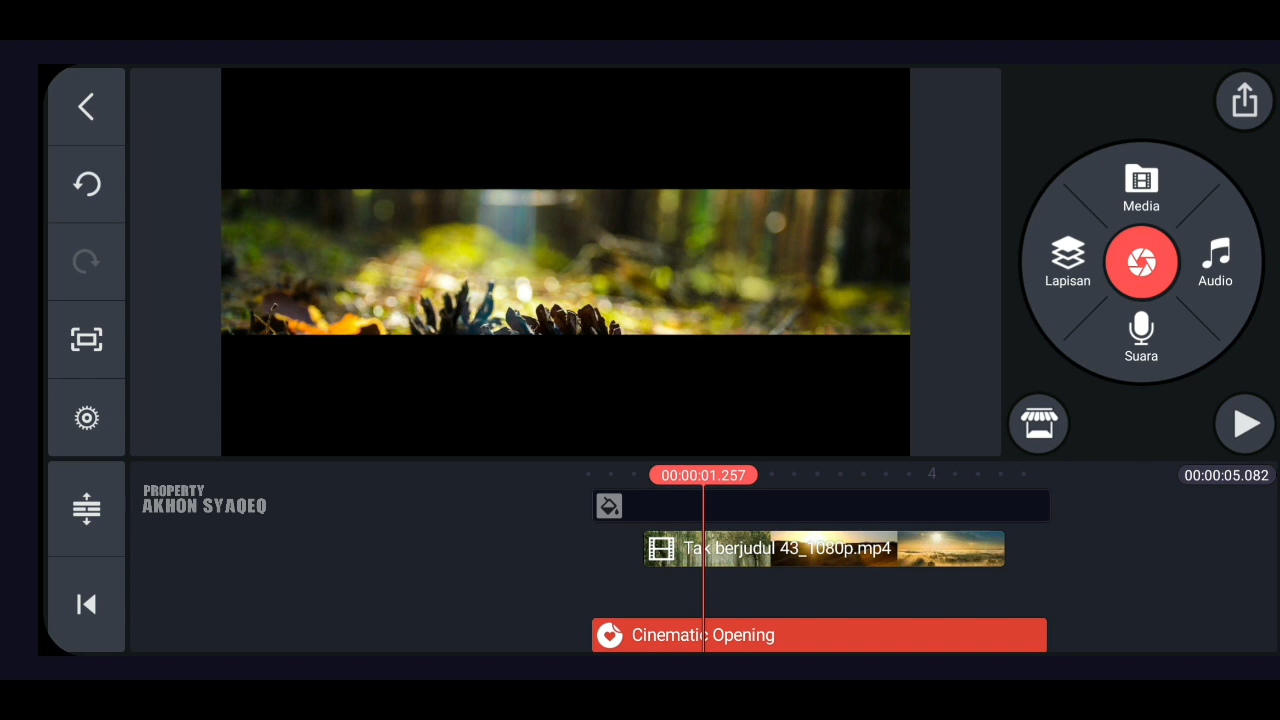 Media
Lapisan
Audio
Suara
00:00:01.257
4
00:00:05.082
PROPERTY
AKHON SYAQEQ
Tak berjudul 43_1080p.mp4
Cinematic Opening